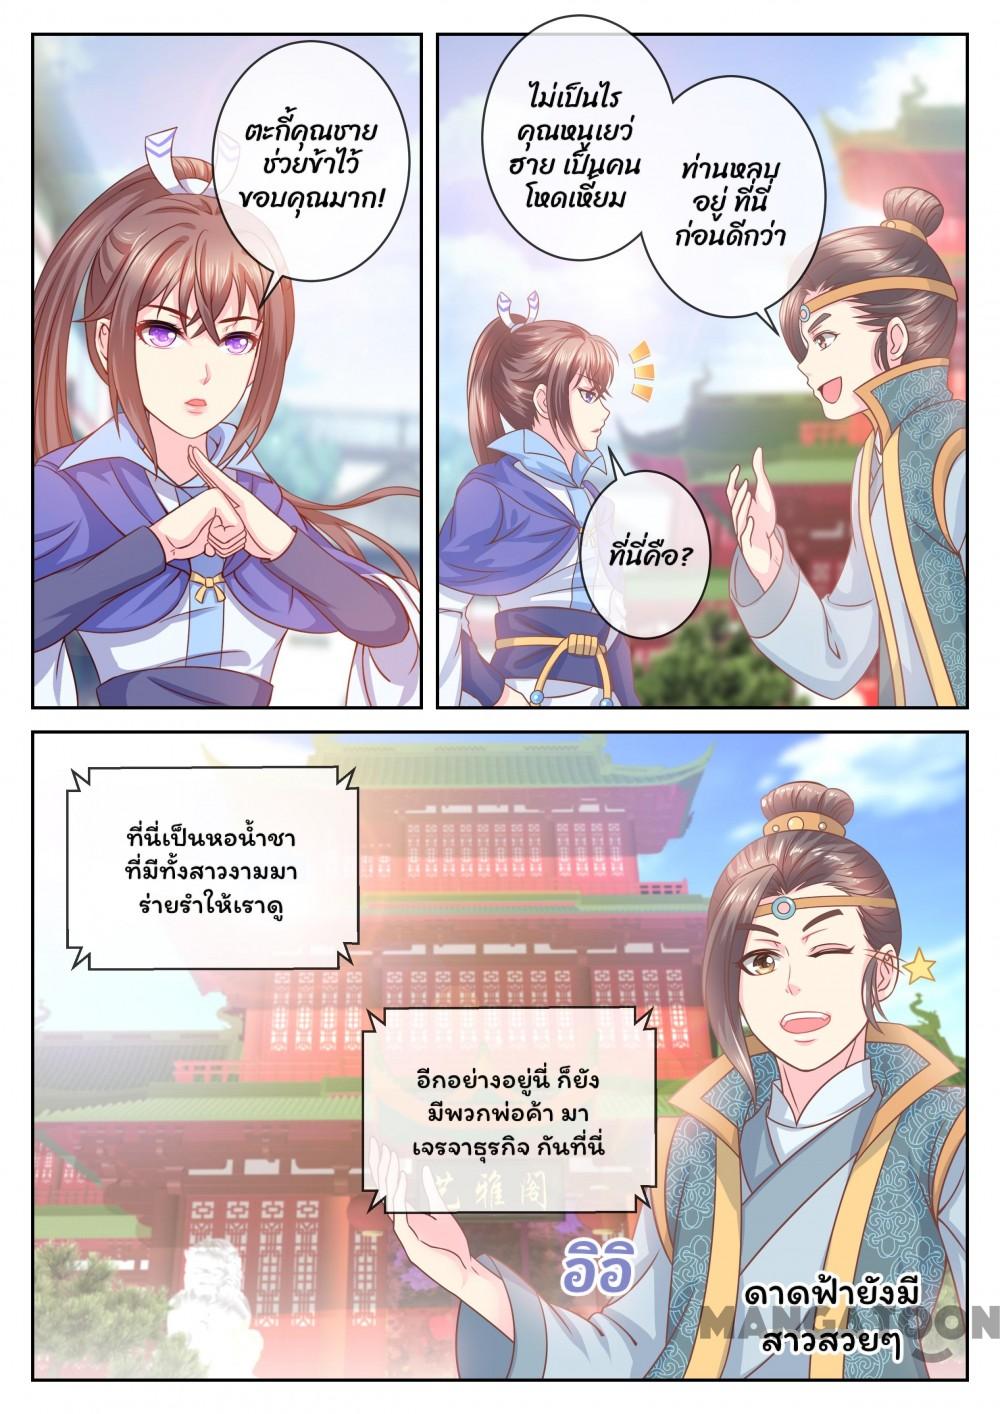 ตะกี้คุณชาย
ช่วยข้าไว้
ขอบคุณมาก!
ไม่เป็นไร
คุณหนูเยว่
ฮาย เป็นคน
โหดเหี้ยม
ท่านหลบ
อยู่ ที่นี่
ก่อนดีกว่า
ที่นี่คือ?
ที่นี่เป็นหอน้ำชา
ที่มีทั้งสาวงามมา
ร่ายรำให้เราดู
อีกอย่างอยู่นี่ ก็ยัง
มีพวกพ่อค้า มา
เจรจาธุรกิจ กันที่นี่
艺雅阁
อิอิ
ดาดฟ้ายังมี
สาวสวยๆ
MANGATOON